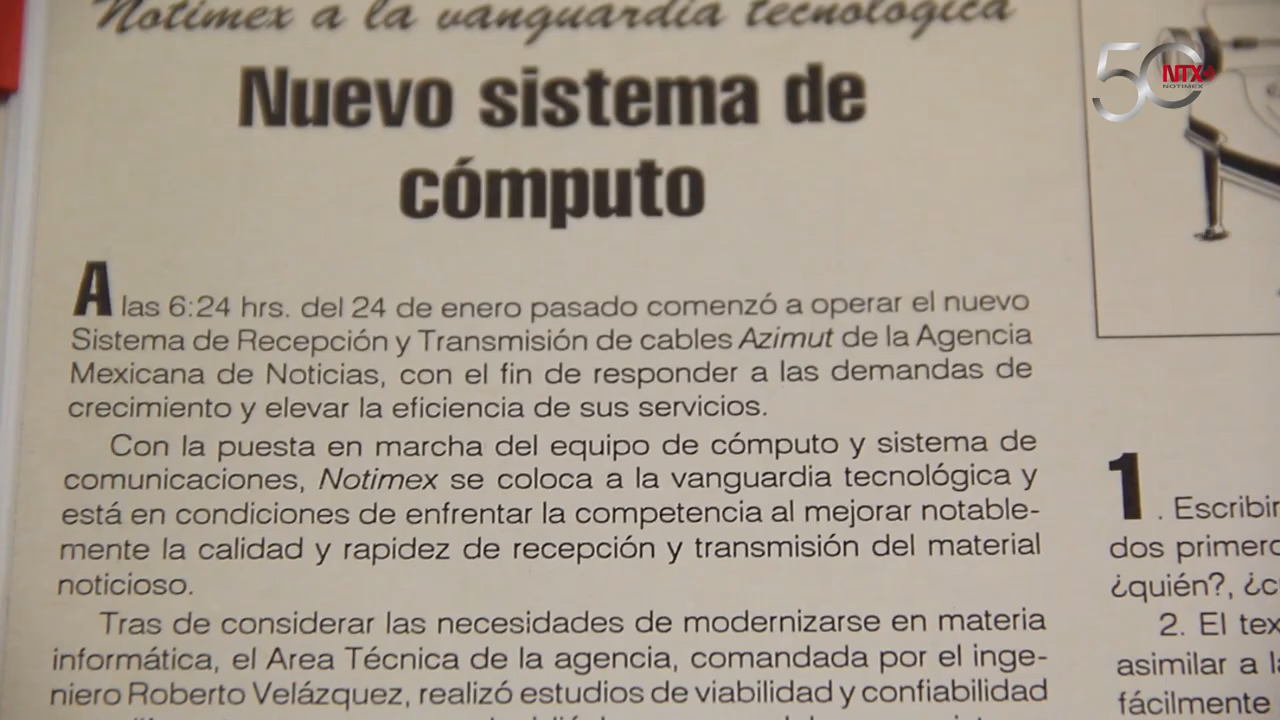 Notimex a la vanguardia tecnológica
Nuevo sistema de
cómputo
A las 6:24 hrs. del 24 de enero pasado comenzó a operar el nuevo
Sistema de Recepción y Transmisión de cables Azimut de la Agencia
Mexicana de Noticias, con el fin de responder a las demandas de
crecimiento y elevar la eficiencia de sus servicios.
Con la puesta en marcha del equipo de cómputo y sistema de
comunicaciones, Notimex se coloca a la vanguardia tecnológica y
está en condiciones de enfrentar la competencia al mejorar notable-
mente la calidad y rapidez de recepción y transmisión del material
noticioso.
Tras de considerar las necesidades de modernizarse en materia
informática, el Area Técnica de la agencia, comandada por el inge-
niero Roberto Velázquez, realizó estudios de viabilidad y confiabilidad
50 NTX+
NOTIMEX
1. Escribir
dos primero
¿quién?, ¿c
2. El tex
asimilar a la
fácilmente